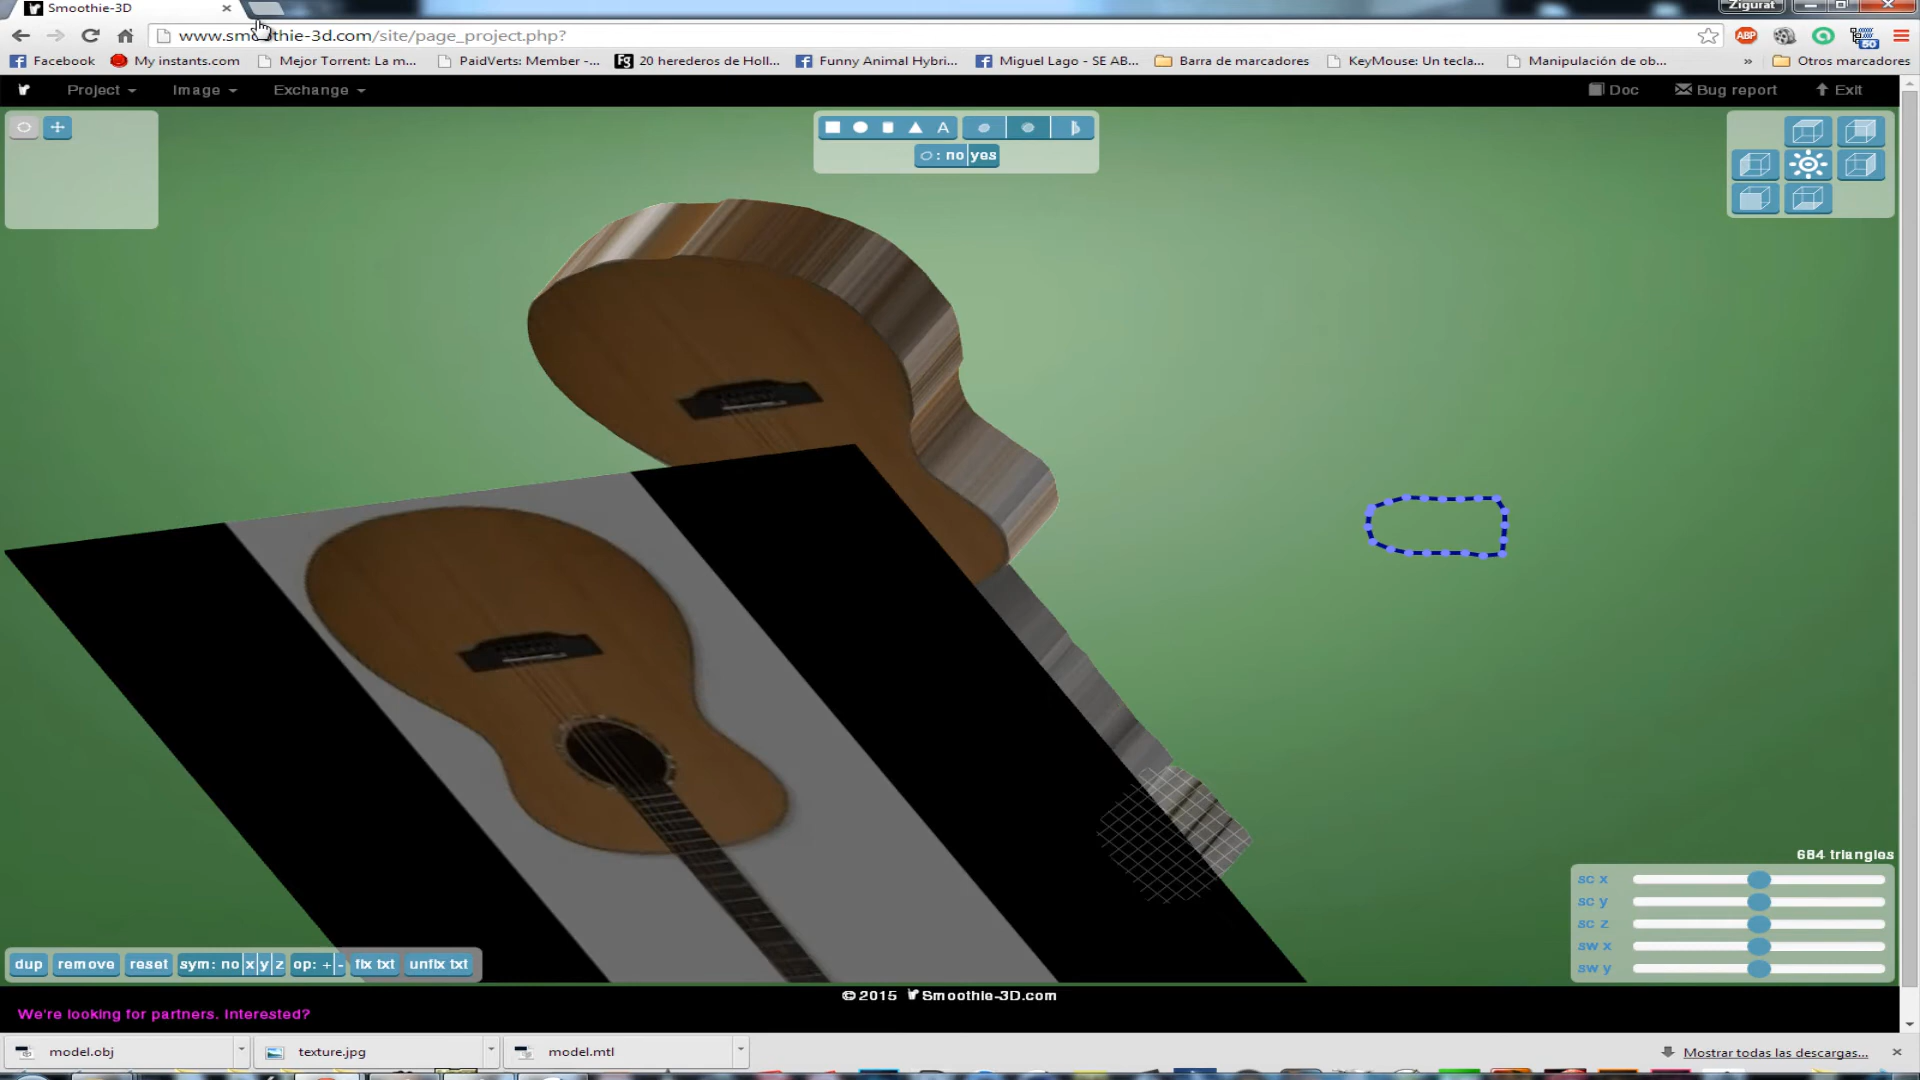 Smoothie-3D
Zigurat
www.smoothie-3d.com/site/page_project.php?
ABP
50
Facebook
My instants.com
Mejor Torrent: La m...
PaidVerts: Member -...
Fg 20 herederos de Holl...
Funny Animal Hybri...
Miguel Lago - SE AB...
Barra de marcadores
KeyMouse: Un tecla...
Manipulación de ob...
»
Otros marcadores
Project
Image
Exchange
Doc
Bug report
Exit
A
: no yes
684 triangles
sc x
sc y
sc z
sw x
sw y
dup
remove
reset
sym: no x y z
op: + -
fix txt
unfix txt
© 2015 Smoothie-3D.com
We're looking for partners. Interested?
model.obj
texture.jpg
model.mtl
Mostrar todas las descargas...